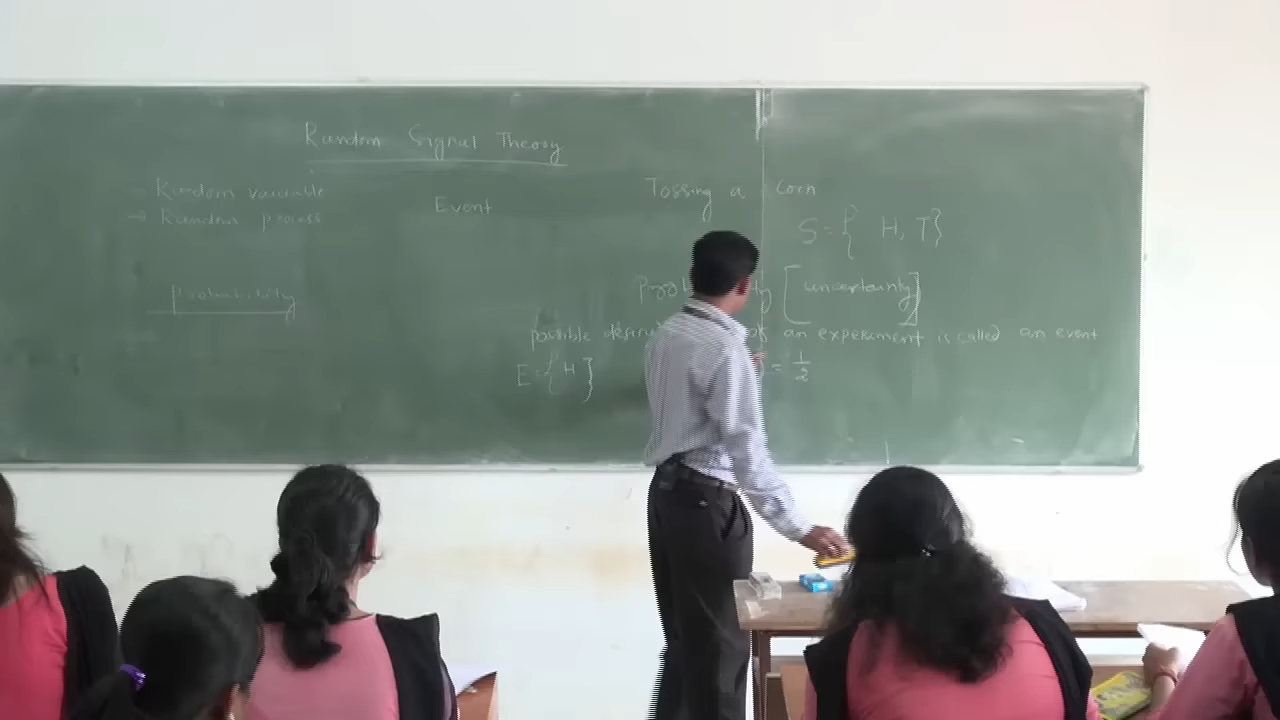 Random Signal Theory
→ Random variable
→ Random process
Event
Tossing a coin
S = { H, T}
Probability
[uncertainty]
possible an experiment is called an event
E = { H }
= 1/2